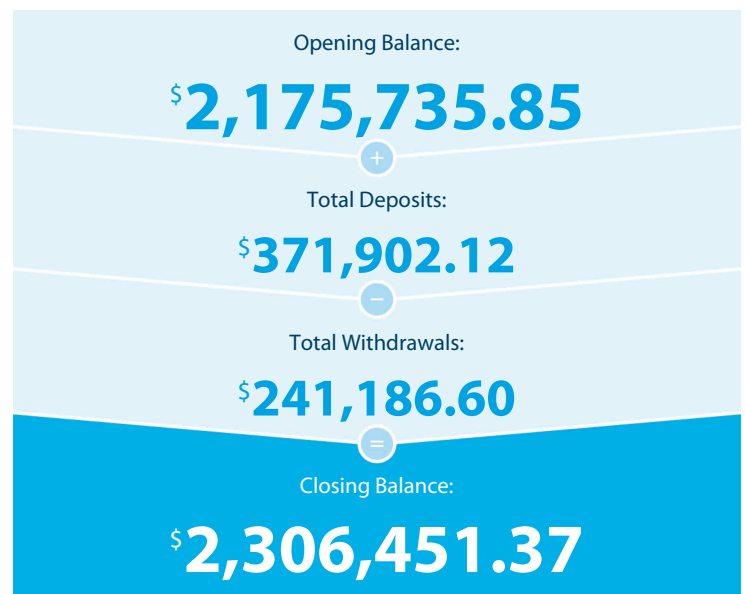 Opening Balance:
$2,175,735.85
+
Total Deposits:
$371,902.12
−
Total Withdrawals:
$241,186.60
=
Closing Balance:
$2,306,451.37